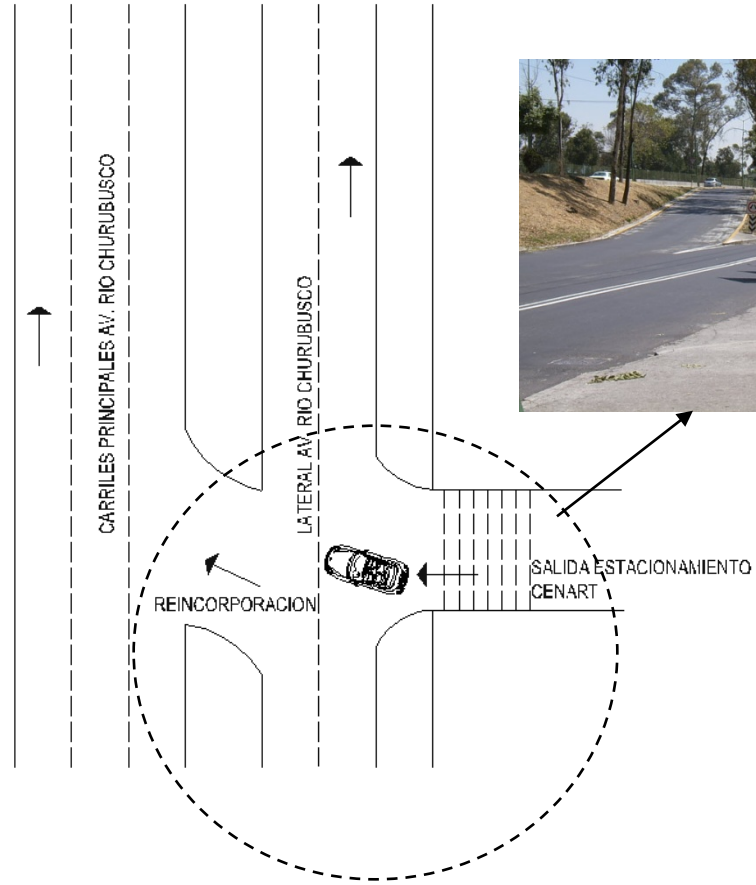 CARRILES PRINCIPALES AV. RIO CHURUBUSCO
LATERAL AV. RIO CHURUBUSCO
REINCORPORACION
SALIDA ESTACIONAMIENTO
CENART